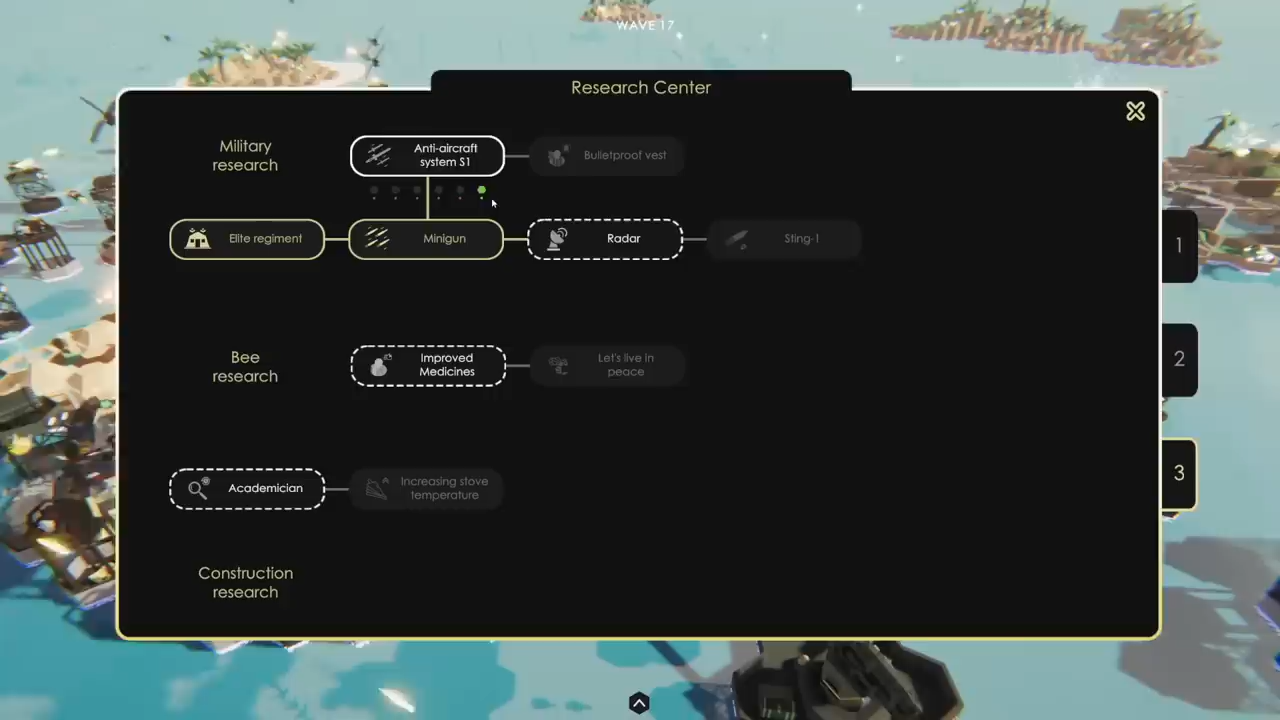 WAVE 17
Research Center
Military
research
Anti-aircraft
system S1
Bulletproof vest
Elite regiment
Minigun
Radar
Sting-1
1
Bee
research
Improved
Medicines
Let's live in
peace
2
Academician
Increasing stove
temperature
3
Construction
research